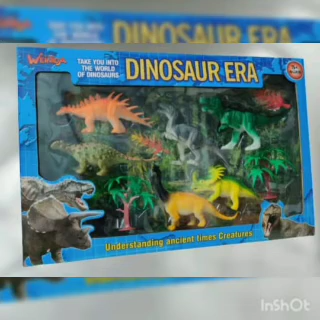 TAKE YOU INTO
THE WORLD
OF DINOSAURS
DINOSAUR ERA
Understanding ancient times Creatures
InShOt